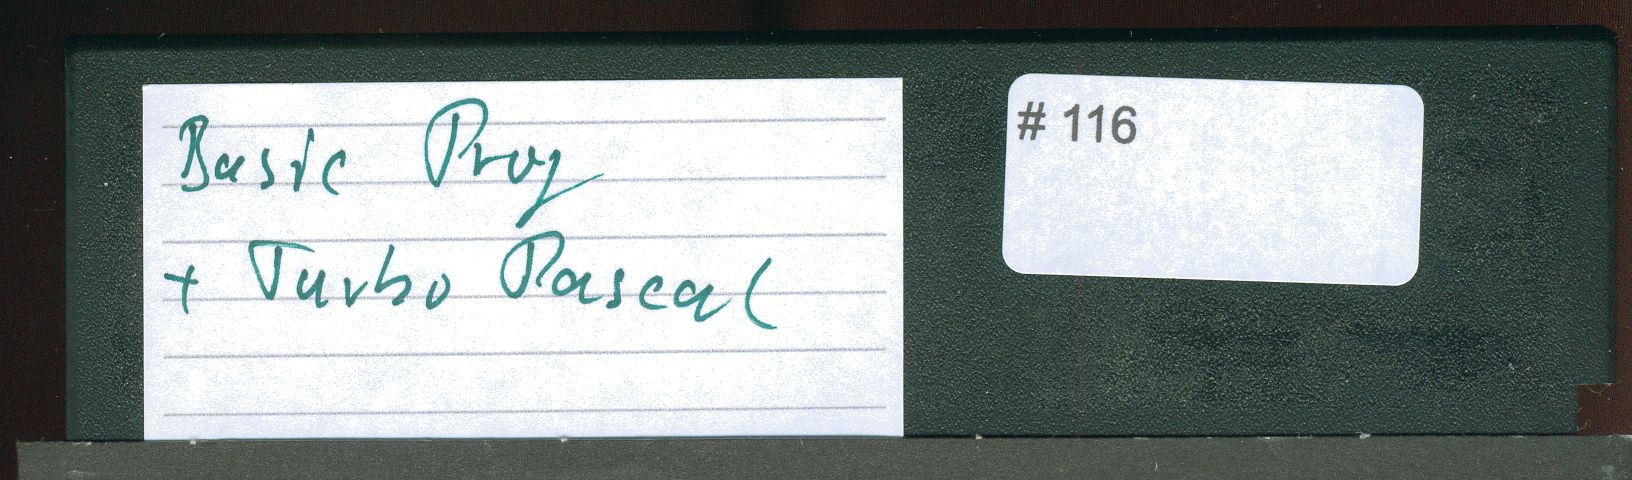 Basic Prog
+ Turbo Pascal
# 116